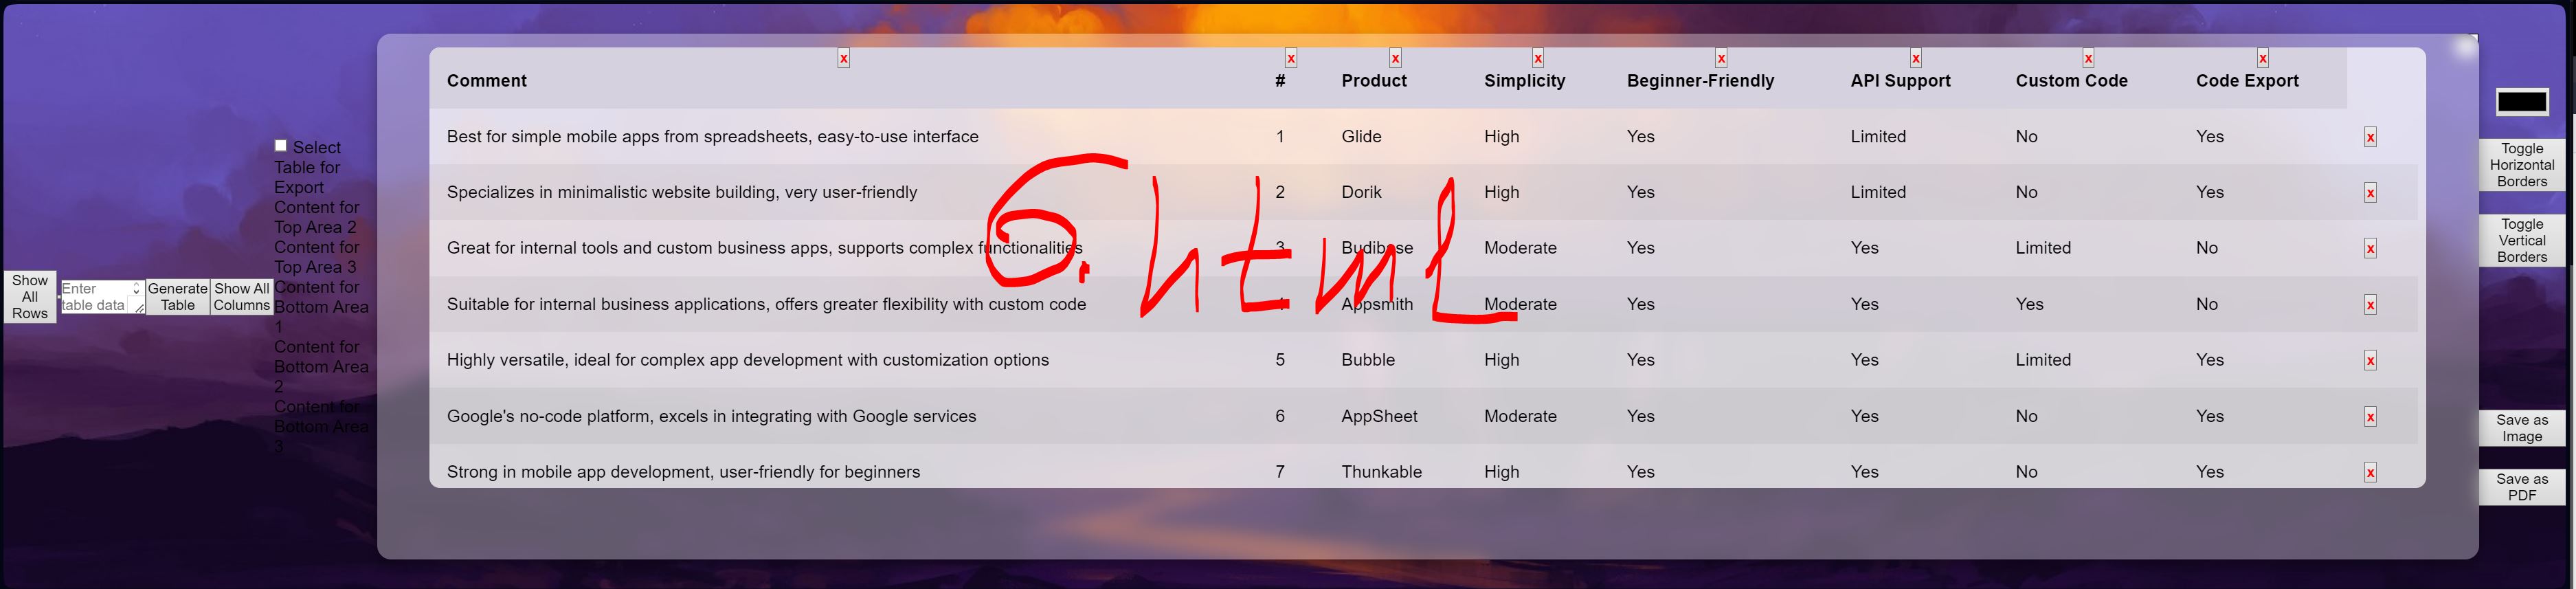 x x x x x x x x
Comment # Product Simplicity Beginner-Friendly API Support Custom Code Code Export
Best for simple mobile apps from spreadsheets, easy-to-use interface 1 Glide High Yes Limited No Yes x
Specializes in minimalistic website building, very user-friendly 2 Dorik High Yes Limited No Yes x
Great for internal tools and custom business apps, supports complex functionalities 3 Budibase Moderate Yes Yes Limited No x
Suitable for internal business applications, offers greater flexibility with custom code 4 Appsmith Moderate Yes Yes Yes No x
Highly versatile, ideal for complex app development with customization options 5 Bubble High Yes Yes Limited Yes x
Google's no-code platform, excels in integrating with Google services 6 AppSheet Moderate Yes Yes No Yes x
Strong in mobile app development, user-friendly for beginners 7 Thunkable High Yes Yes No Yes x
6.html
Show
All
Rows
Enter
table data
Generate
Table
Show All
Columns
Select
Table for
Export
Content for
Top Area 2
Content for
Top Area 3
Content for
Bottom Area
1
Content for
Bottom Area
2
Content for
Bottom Area
3
Toggle
Horizontal
Borders
Toggle
Vertical
Borders
Save as
Image
Save as
PDF